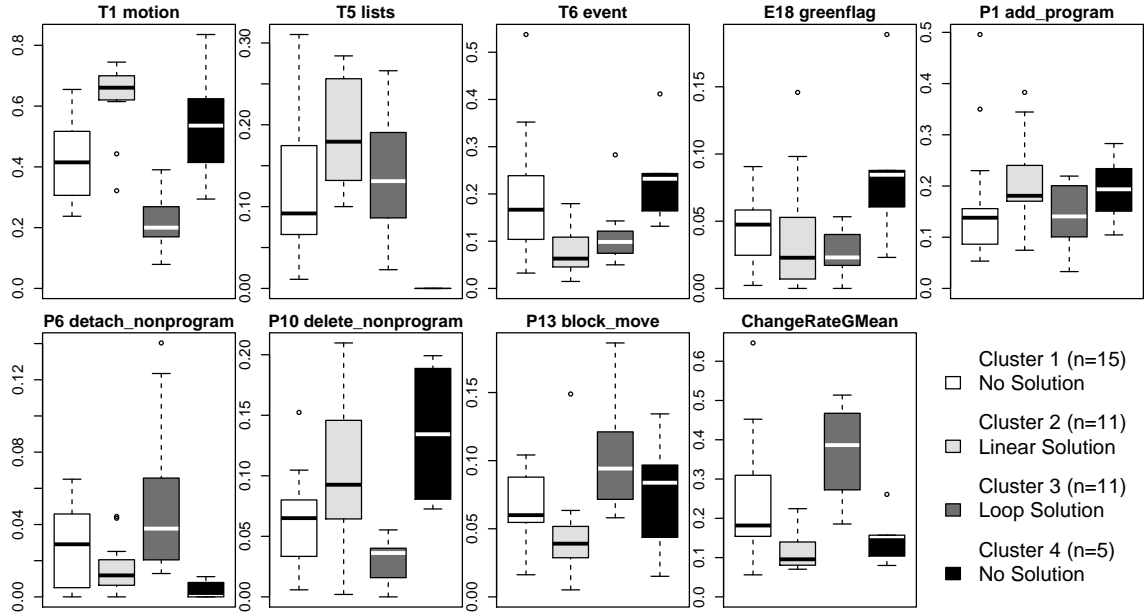 T1 motion
T5 lists
T6 event
E18 greenflag
P1 add_program
0.0 0.2 0.4 0.6 0.8
0.00 0.10 0.20 0.30
0.0 0.1 0.2 0.3 0.4 0.5
0.00 0.05 0.10 0.15
0.0 0.1 0.2 0.3 0.4 0.5
P6 detach_nonprogram
P10 delete_nonprogram
P13 block_move
ChangeRateGMean
0.00 0.04 0.08 0.12
0.00 0.05 0.10 0.15 0.20
0.00 0.05 0.10 0.15
0.0 0.1 0.2 0.3 0.4 0.5 0.6
Cluster 1 (n=15)
No Solution
Cluster 2 (n=11)
Linear Solution
Cluster 3 (n=11)
Loop Solution
Cluster 4 (n=5)
No Solution